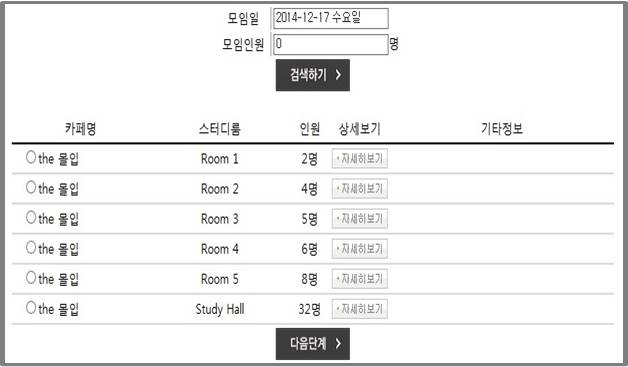 모임일 2014-12-17 수요일
모임인원 0 명
검색하기 >
카페명 스터디룸 인원 상세보기 기타정보
the 몰입 Room 1 2명 자세히보기
the 몰입 Room 2 4명 자세히보기
the 몰입 Room 3 5명 자세히보기
the 몰입 Room 4 6명 자세히보기
the 몰입 Room 5 8명 자세히보기
the 몰입 Study Hall 32명 자세히보기
다음단계 >